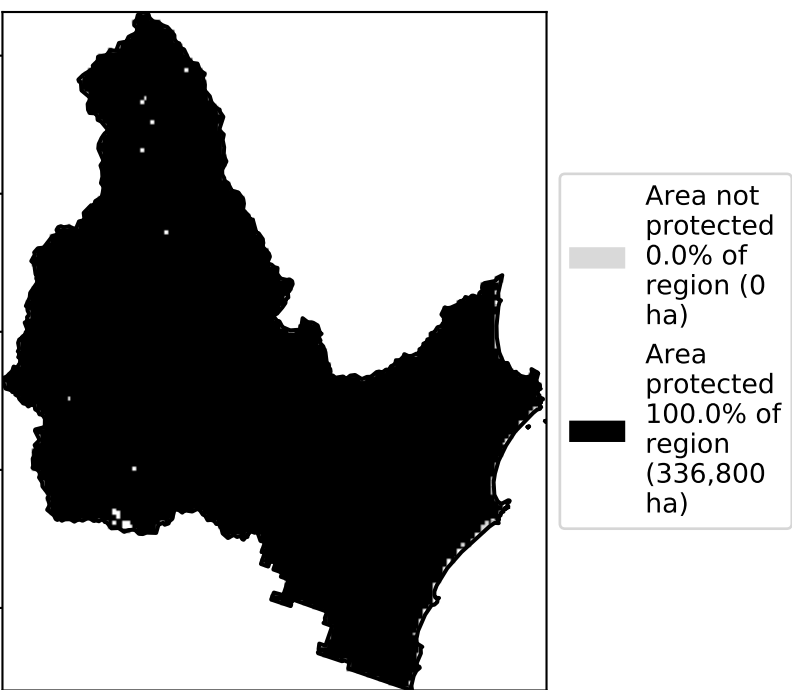 Area not
protected
0.0% of
region (0
ha)
Area
protected
100.0% of
region
(336,800
ha)